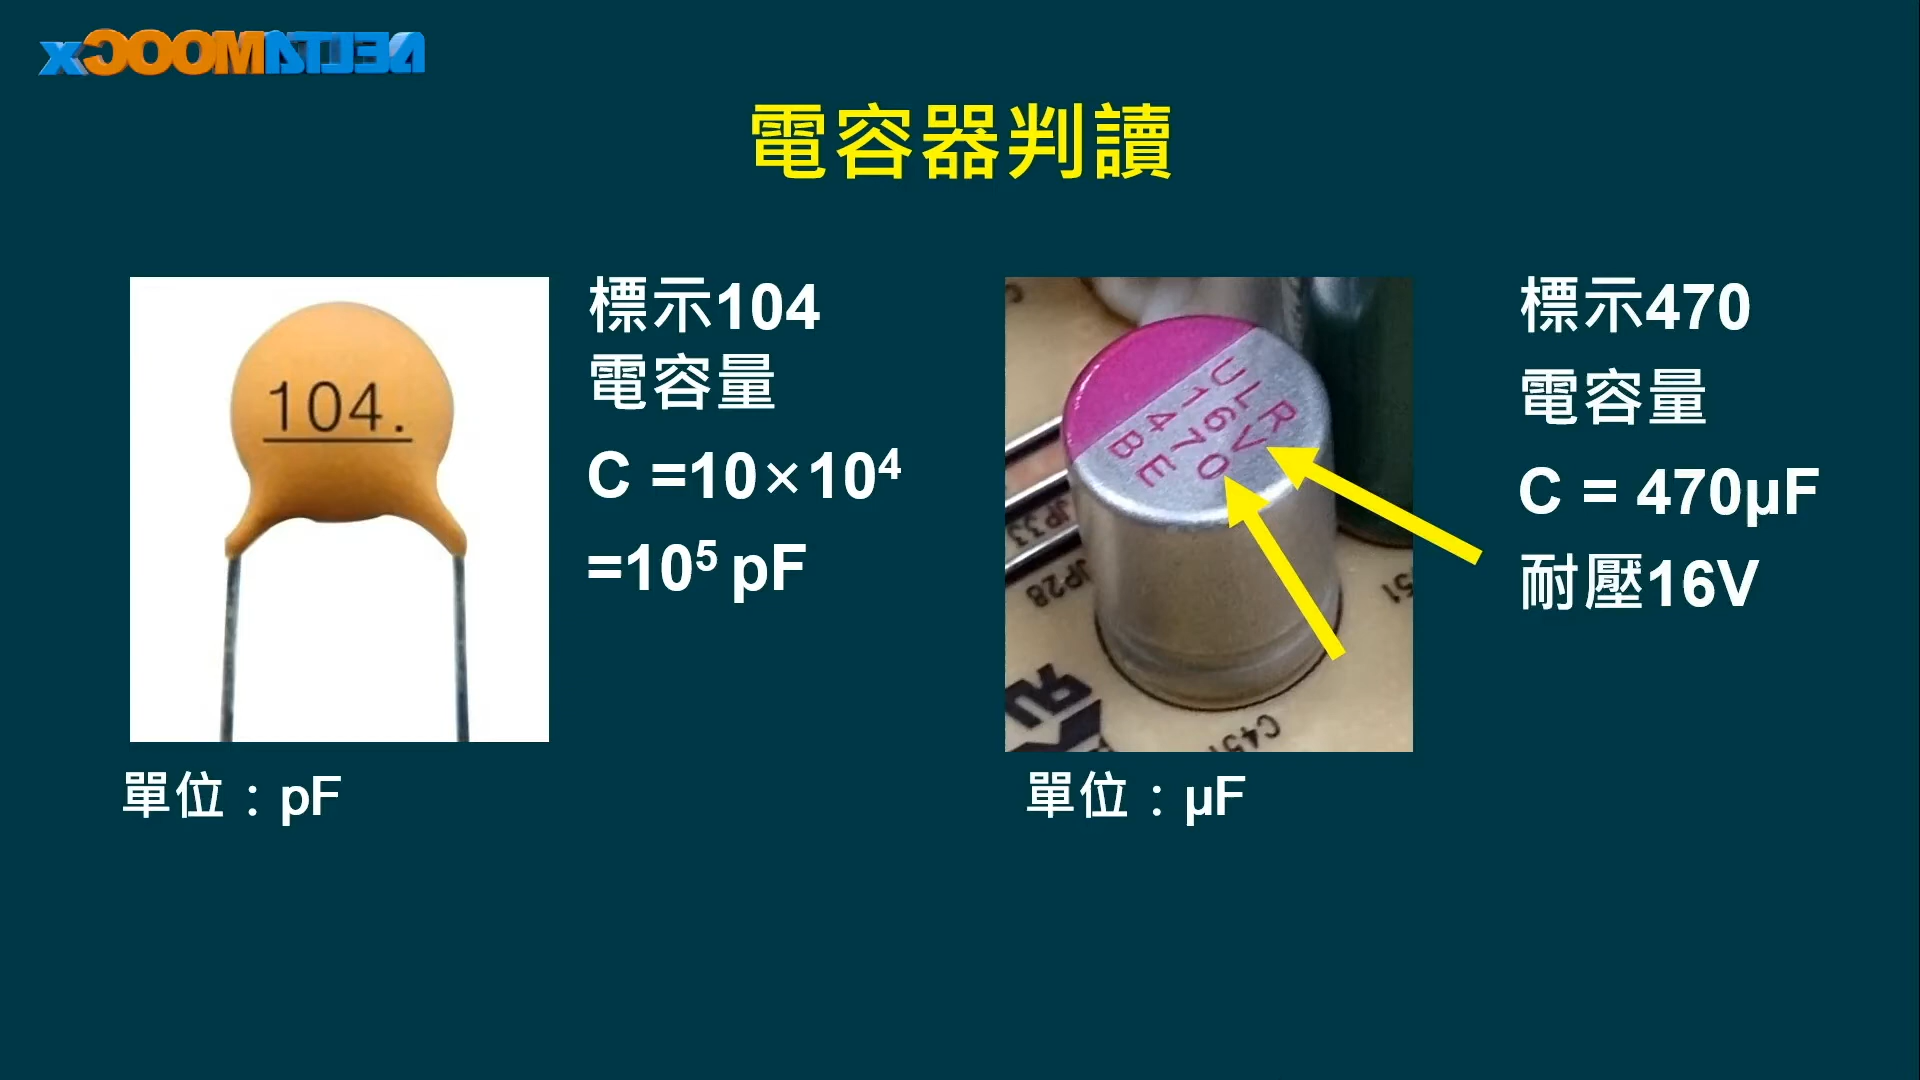 DELTAMOOCx
電容器判讀
104.
標示104
電容量
C =10×10⁴
=10⁵ pF
單位：pF
ULR
16V
470
BE
JP33
JP28
C451
51
標示470
電容量
C = 470μF
耐壓16V
單位：μF